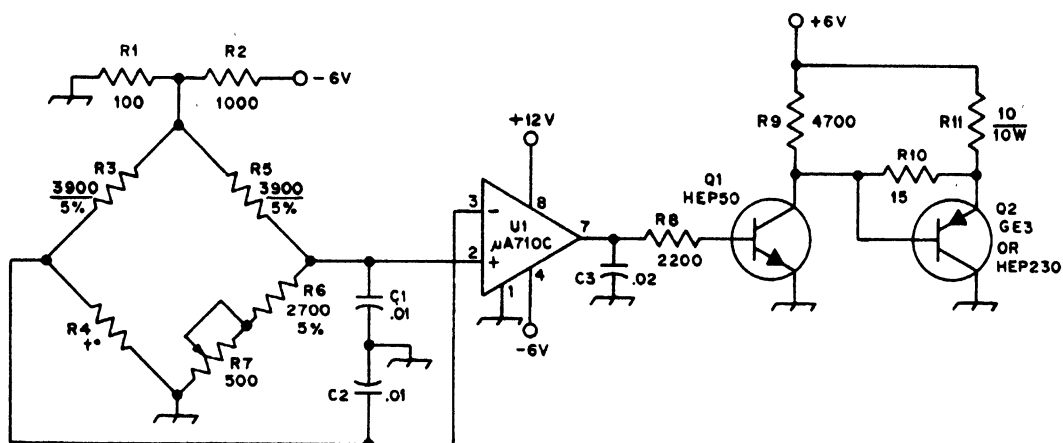 +6V
R1
R2
-6V
100
1000
R9
4700
R11
10
10W
+12V
R3
3900
5%
R5
3900
5%
R10
15
Q1
HEP50
3
-
8
U1
µA710C
7
R8
2200
Q2
GE3
OR
HEP230
2
+
4
1
C3
.02
R6
2700
5%
C1
.01
R4
t°
R7
500
-6V
C2
.01